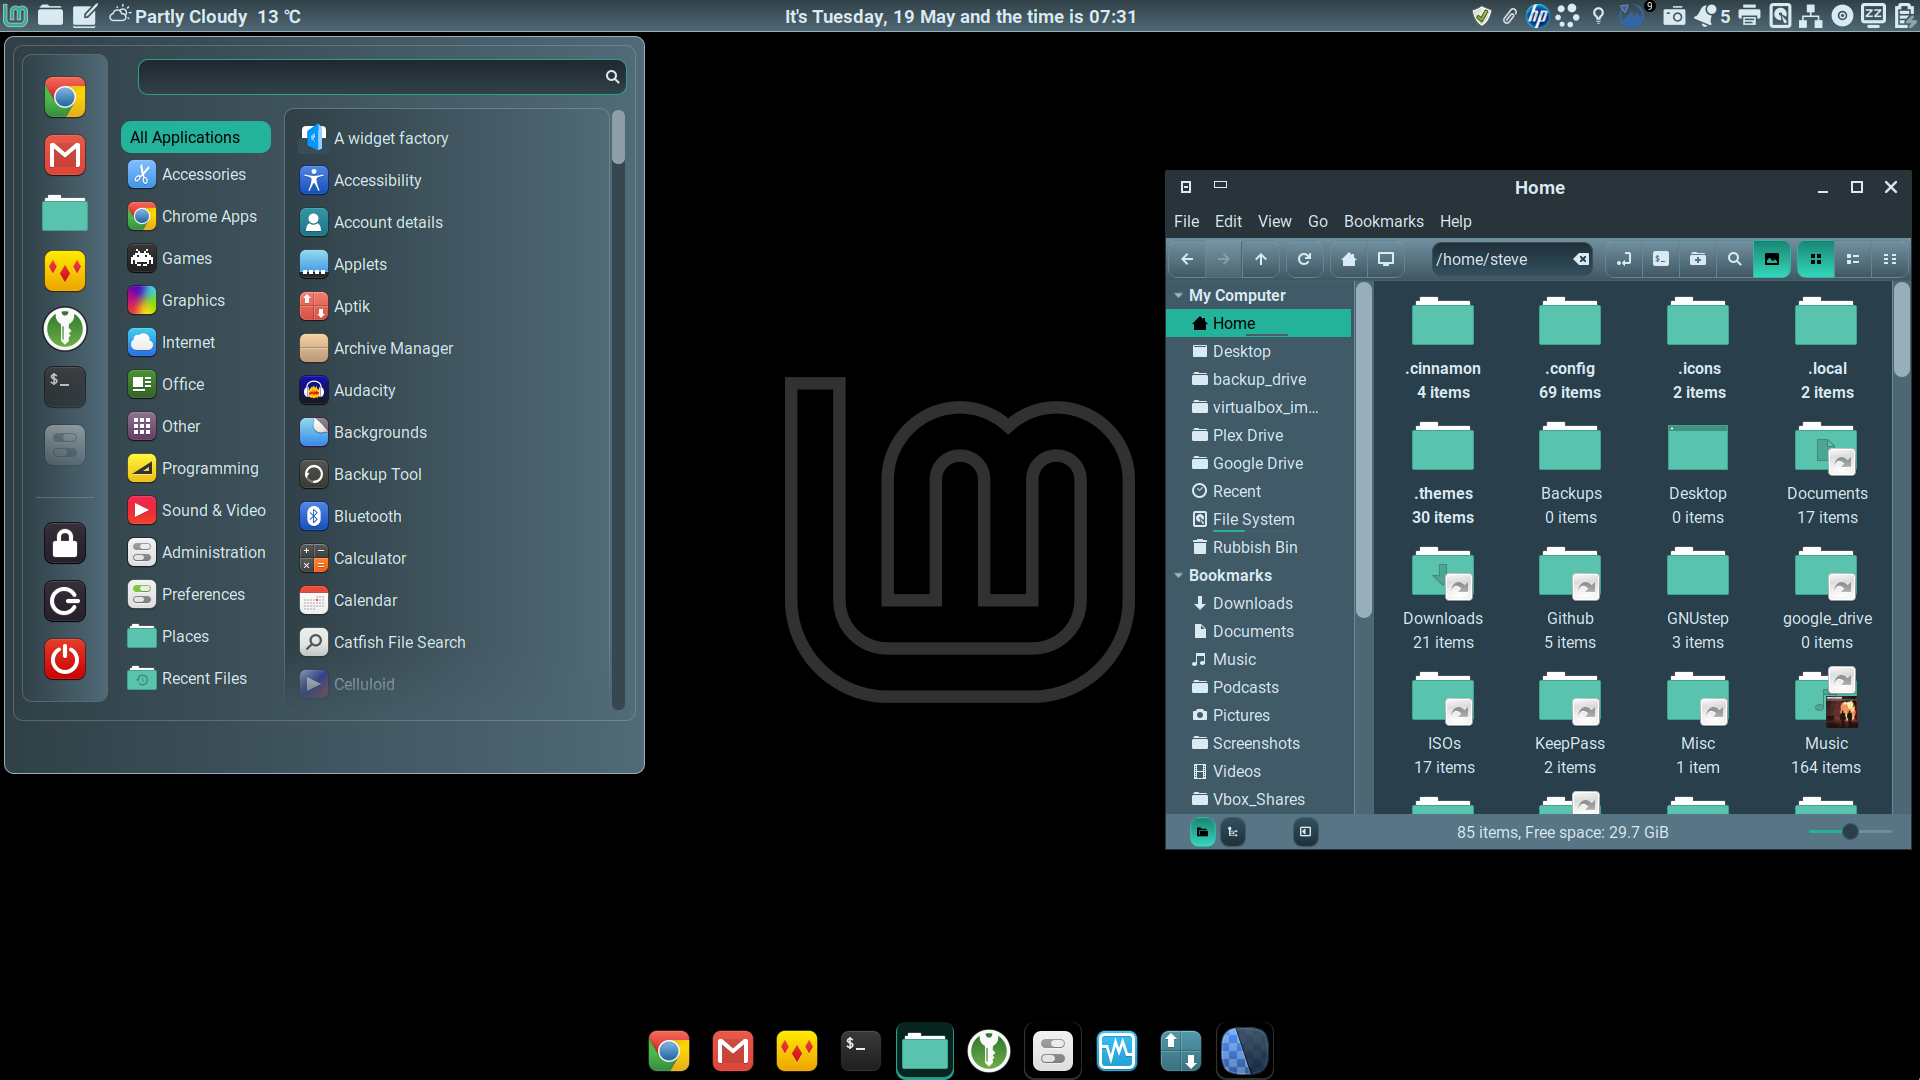 Partly Cloudy 13 °C
It's Tuesday, 19 May and the time is 07:31
hp
9
5
ZZ
All Applications
Accessories
Chrome Apps
Games
Graphics
Internet
Office
Other
Programming
Sound & Video
Administration
Preferences
Places
Recent Files
A widget factory
Accessibility
Account details
Applets
Aptik
Archive Manager
Audacity
Backgrounds
Backup Tool
Bluetooth
Calculator
Calendar
Catfish File Search
Celluloid
$_
Home
File Edit View Go Bookmarks Help
/home/steve
My Computer
Home
Desktop
backup_drive
virtualbox_im...
Plex Drive
Google Drive
Recent
File System
Rubbish Bin
Bookmarks
Downloads
Documents
Music
Podcasts
Pictures
Screenshots
Videos
Vbox_Shares
.cinnamon .config .icons .local
4 items 69 items 2 items 2 items
.themes Backups Desktop Documents
30 items 0 items 0 items 17 items
Downloads Github GNUstep google_drive
21 items 5 items 3 items 0 items
ISOs KeepPass Misc Music
17 items 2 items 1 item 164 items
85 items, Free space: 29.7 GiB
$_